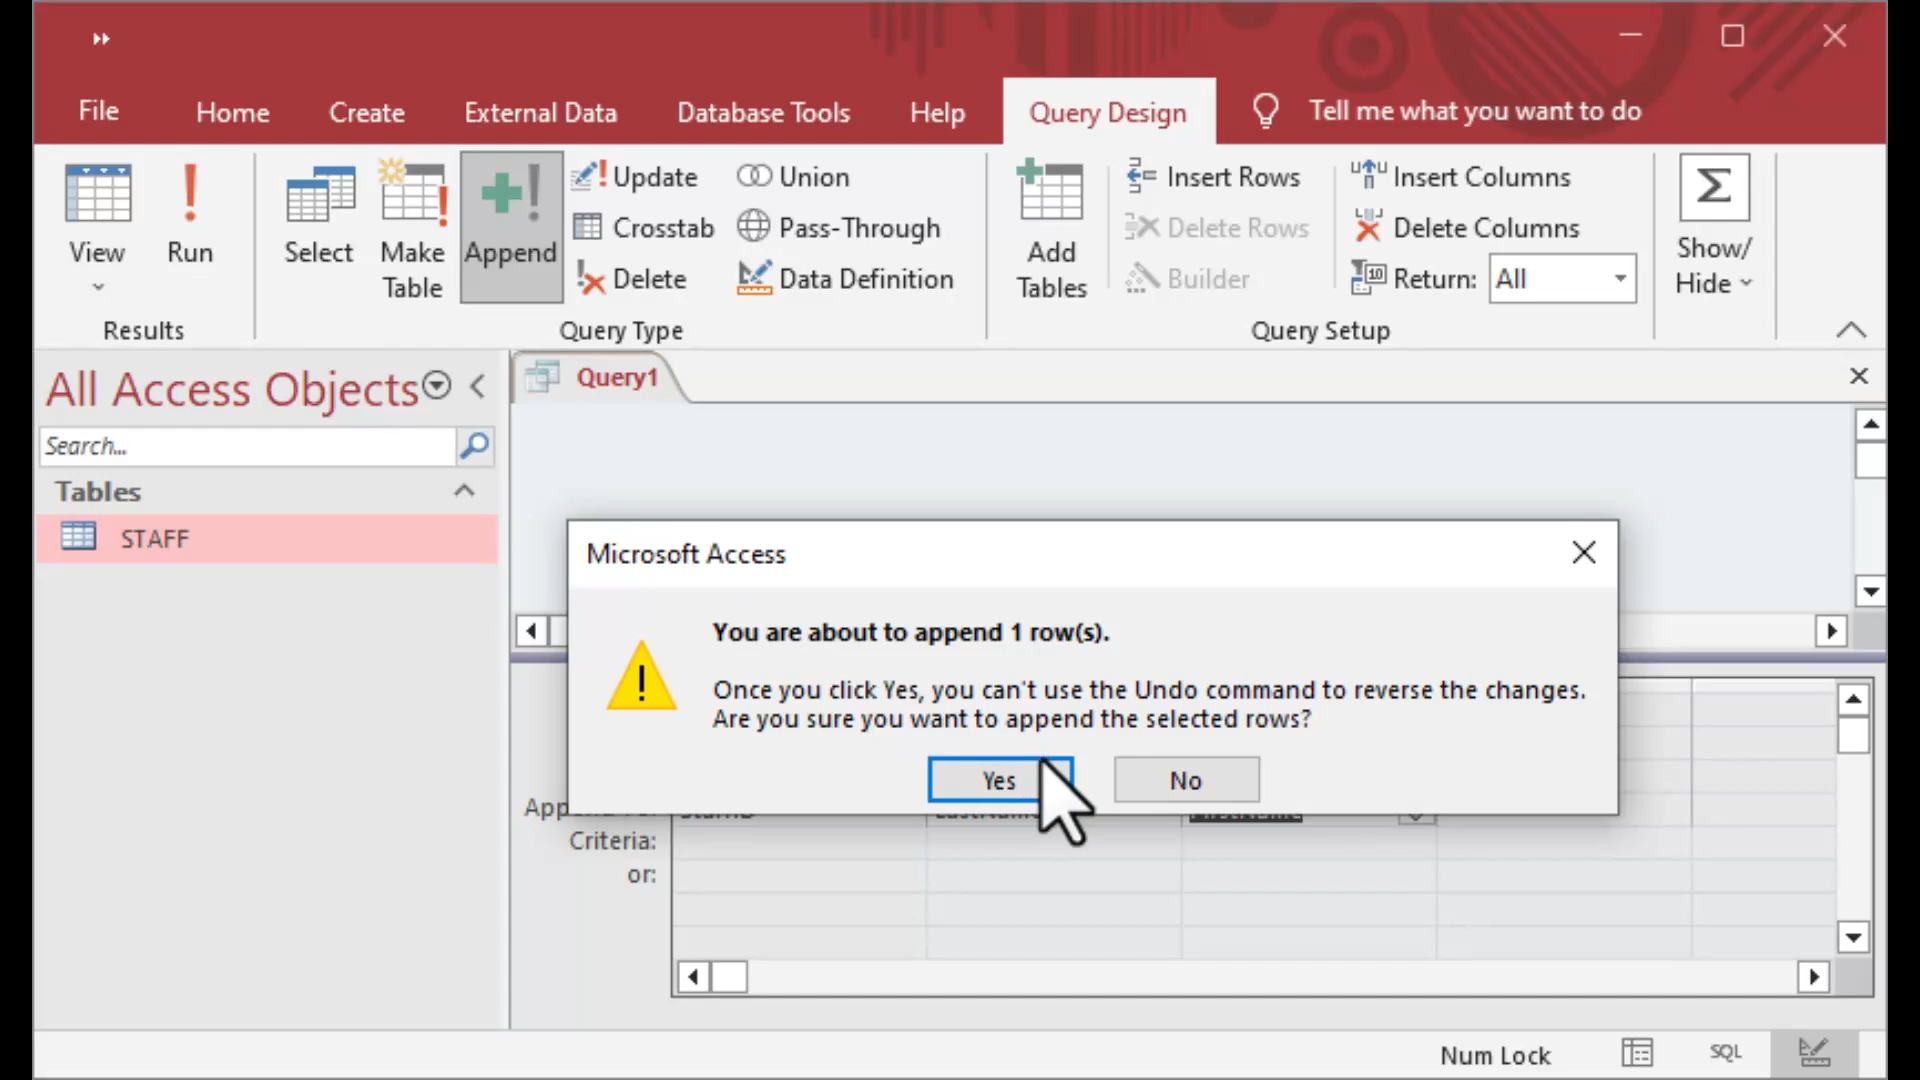 File
Home
Create
External Data
Database Tools
Help
Query Design
Tell me what you want to do
View
Run
Results
Select
Make
Table
Append
Update
Crosstab
Delete
Union
Pass-Through
Data Definition
Query Type
Add
Tables
Insert Rows
Delete Rows
Builder
Insert Columns
Delete Columns
Return: All
Query Setup
Show/
Hide
All Access Objects
Search...
Tables
STAFF
Query1
Microsoft Access
You are about to append 1 row(s).
Once you click Yes, you can't use the Undo command to reverse the changes.
Are you sure you want to append the selected rows?
Yes
No
Criteria:
or:
Num Lock
SQL